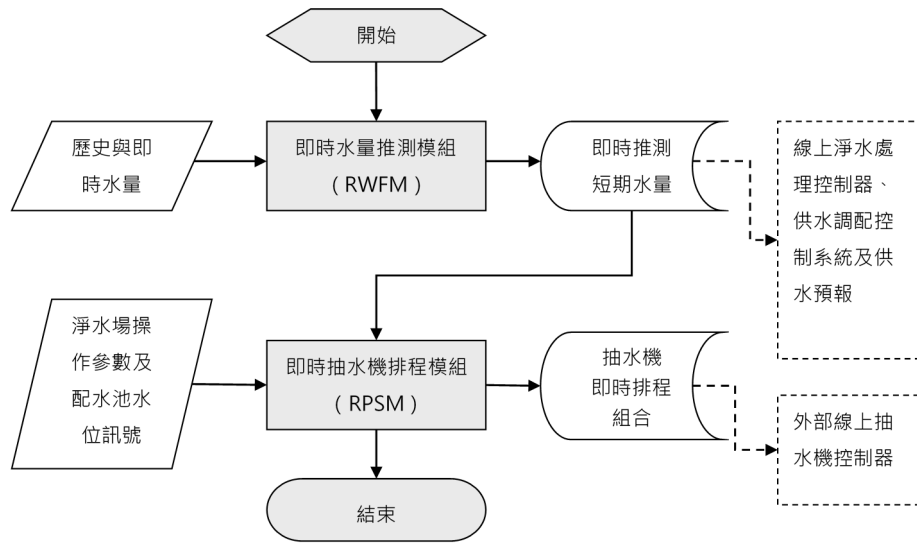 開始
歷史與即
時水量
即時水量推測模組
（RWFM）
即時推測
短期水量
線上淨水處
理控制器、
供水調配控
制系統及供
水預報
淨水場操
作參數及
配水池水
位訊號
即時抽水機排程模組
（RPSM）
抽水機
即時排程
組合
外部線上抽
水機控制器
結束